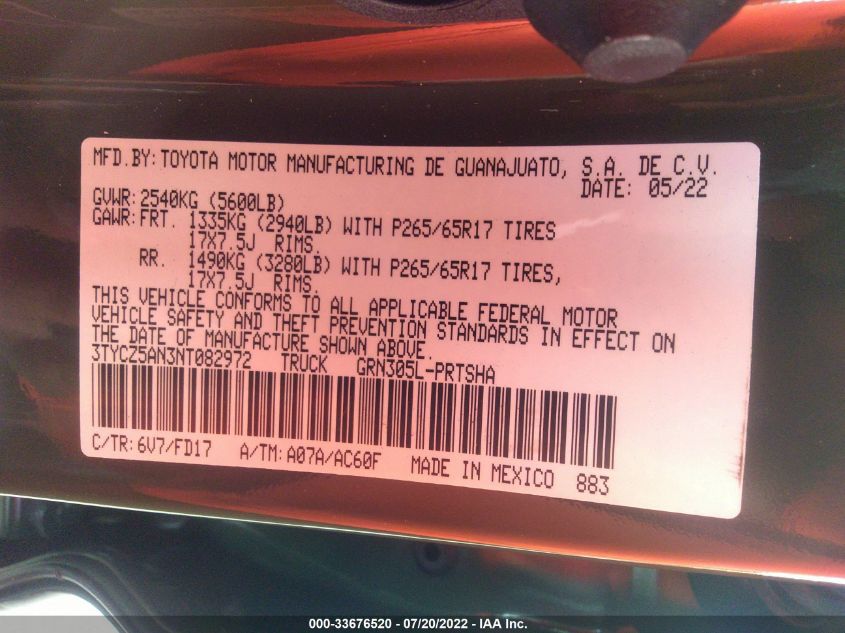 MFD.BY: TOYOTA MOTOR MANUFACTURING DE GUANAJUATO, S.A. DE C.V.
GVWR: 2540KG (5600LB) DATE: 05/22
GAWR: FRT. 1335KG (2940LB) WITH P265/65R17 TIRES
17X7.5J RIMS.
RR. 1490KG (3280LB) WITH P265/65R17 TIRES,
17X7.5J RIMS.
THIS VEHICLE CONFORMS TO ALL APPLICABLE FEDERAL MOTOR
VEHICLE SAFETY AND THEFT PREVENTION STANDARDS IN EFFECT ON
THE DATE OF MANUFACTURE SHOWN ABOVE.
3TYCZ5AN3NT082972 TRUCK GRN305L-PRTSHA
C/TR: 6V7/FD17 A/TM: A07A/AC60F MADE IN MEXICO 883
000-33676520 - 07/20/2022 - IAA Inc.